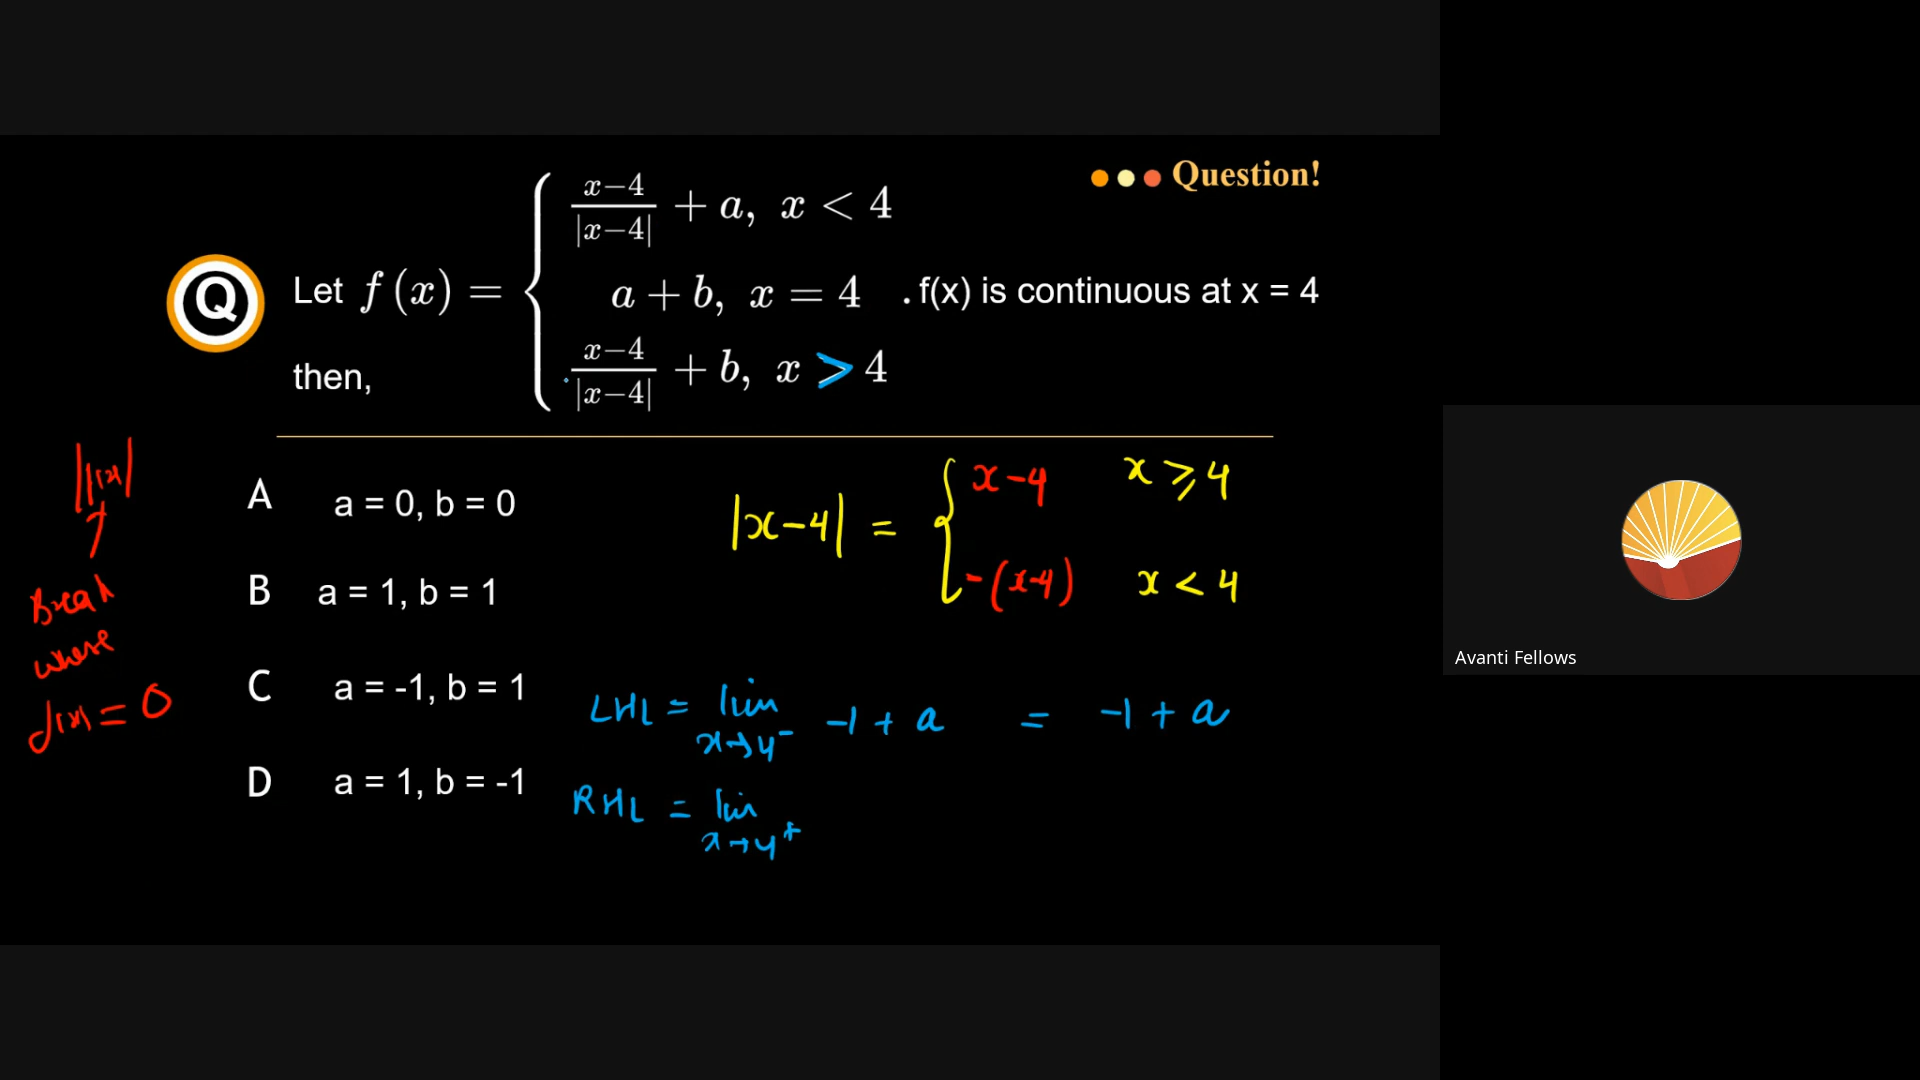 Question!
Q
Let f(x) = { (x−4)/|x−4| + a, x < 4
a + b, x = 4 . f(x) is continuous at x = 4
(x−4)/|x−4| + b, x > 4
then,
A a = 0, b = 0
B a = 1, b = 1
C a = -1, b = 1
D a = 1, b = -1
|f(x)|
Break
where
f(x) = 0
|x−4| = { x−4 x ⩾ 4
-(x-4) x < 4
LHL = lim x→4⁻ -1 + a = -1 + a
RHL = lim x→4⁺
Avanti Fellows